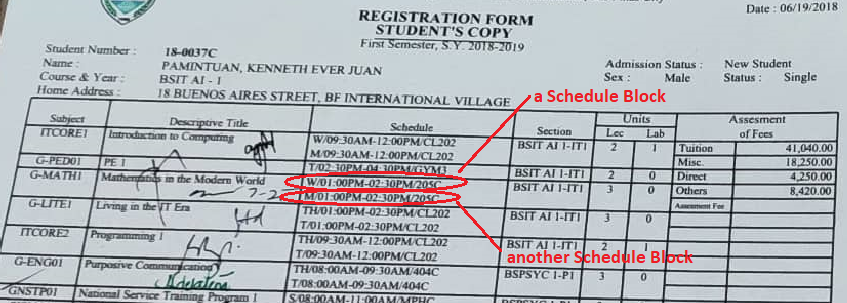 Date : 06/19/2018
REGISTRATION FORM
STUDENT'S COPY
First Semester, S.Y. 2018-2019
Student Number : 18-0037C
Name : PAMINTUAN, KENNETH EVER JUAN
Course & Year : BSIT AI - 1
Home Address : 18 BUENOS AIRES STREET, BF INTERNATIONAL VILLAGE
Admission Status : New Student
Sex : Male Status : Single
a Schedule Block
Subject Descriptive Title Schedule Section Units Assesment
Lec Lab of Fees
ITCORE1 Introduction to Computing W/09:30AM-12:00PM/CL202 BSIT AI 1-IT1 2 1 Tuition 41,040.00
M/09:30AM-12:00PM/CL202 Misc. 18,250.00
G-PED01 PE 1 T/02:30PM-04:30PM/GYM3 BSIT AI 1-IT1 2 0 Direct 4,250.00
G-MATH1 Mathematics in the Modern World W/01:00PM-02:30PM/205C BSIT AI 1-IT1 3 0 Others 8,420.00
M/01:00PM-02:30PM/205C Assessment Fee
G-LITE1 Living in the IT Era TH/01:00PM-02:30PM/CL202 BSIT AI 1-IT1 3 0
T/01:00PM-02:30PM/CL202
ITCORE2 Programming 1 TH/09:30AM-12:00PM/CL202 BSIT AI 1-IT1 2 1
T/09:30AM-12:00PM/CL202
another Schedule Block
G-ENG01 Purposive Communication TH/08:00AM-09:30AM/404C BSPSYC 1-P1 3 0
T/08:00AM-09:30AM/404C
GNSTP01 National Service Training Program 1 S/08:00AM-11:00AM/MPHC